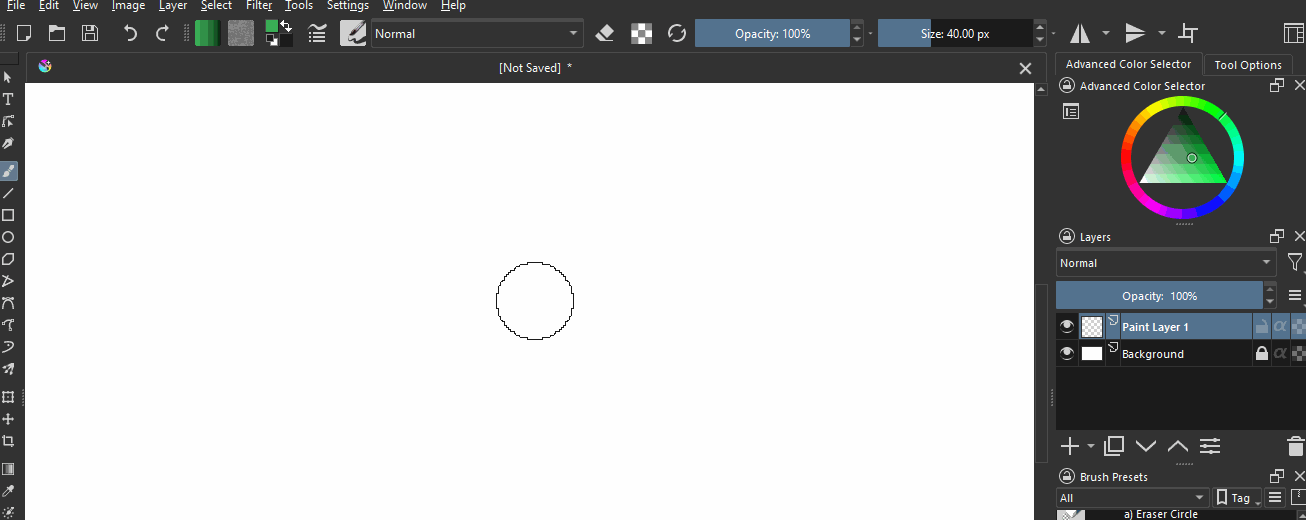 File Edit View Image Layer Select Filter Tools Settings Window Help
Normal Opacity: 100% Size: 40.00 px
[Not Saved] *
Advanced Color Selector Tool Options
Advanced Color Selector
Layers
Normal
Opacity: 100%
Paint Layer 1
Background
Brush Presets
All Tag
a) Eraser Circle